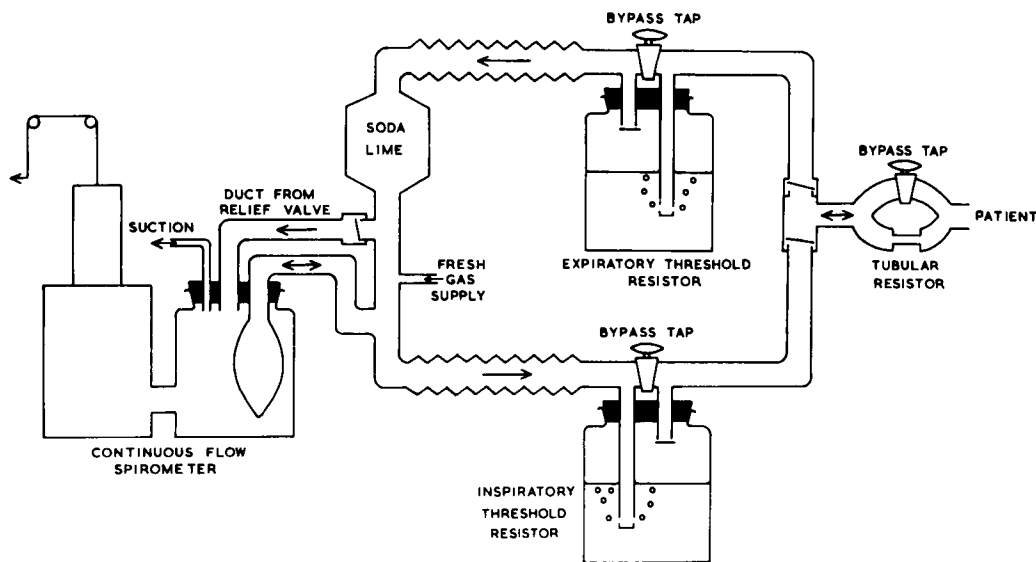 BYPASS TAP
SODA
LIME
BYPASS TAP
DUCT FROM
RELIEF VALVE
SUCTION
PATIENT
EXPIRATORY THRESHOLD
RESISTOR
TUBULAR
RESISTOR
FRESH
GAS
SUPPLY
BYPASS TAP
CONTINUOUS FLOW
SPIROMETER
INSPIRATORY
THRESHOLD
RESISTOR